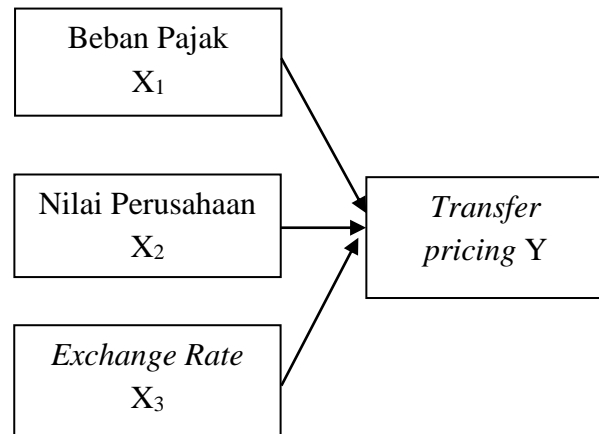 Beban Pajak
X₁
Nilai Perusahaan
X₂
Exchange Rate
X₃
Transfer
pricing Y